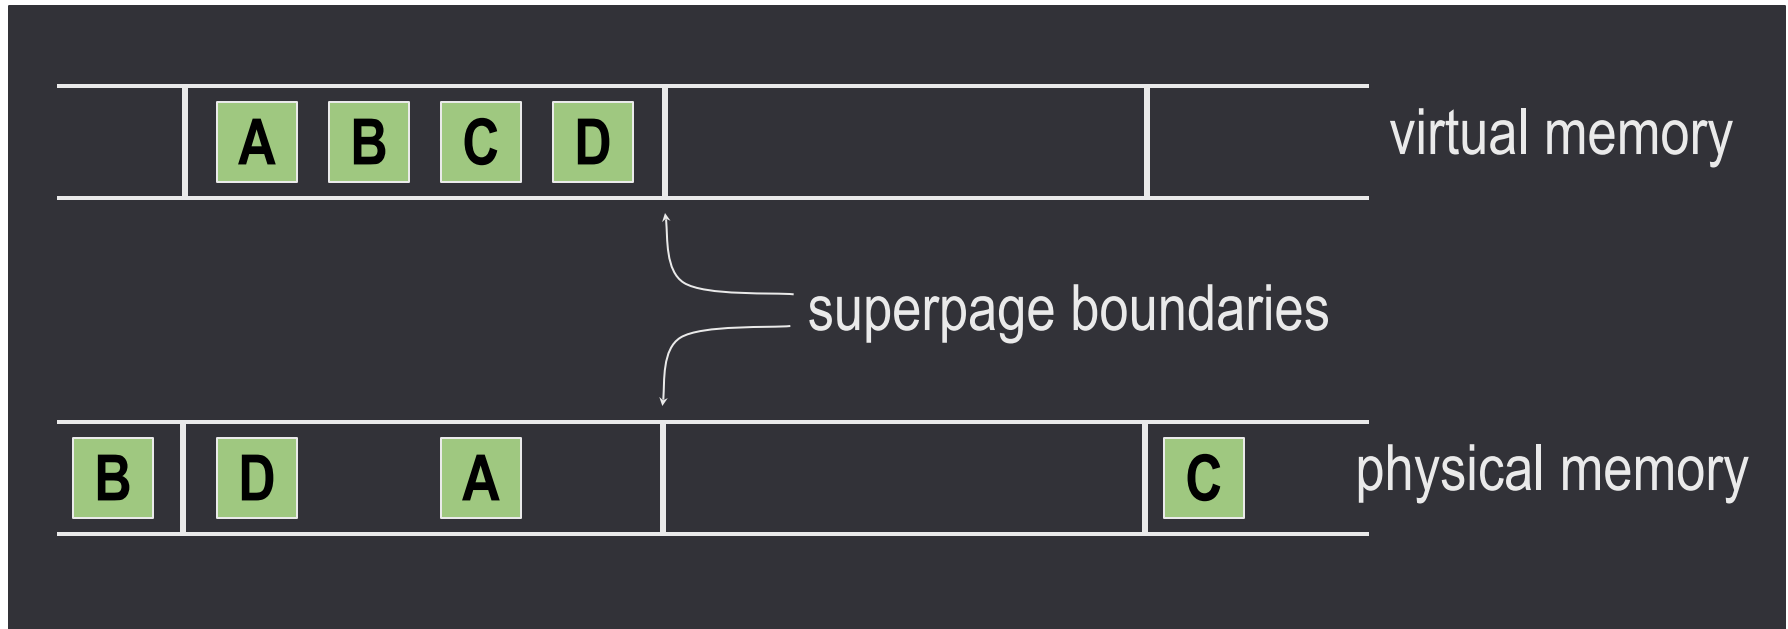 A B C D virtual memory
superpage boundaries
B D A C physical memory